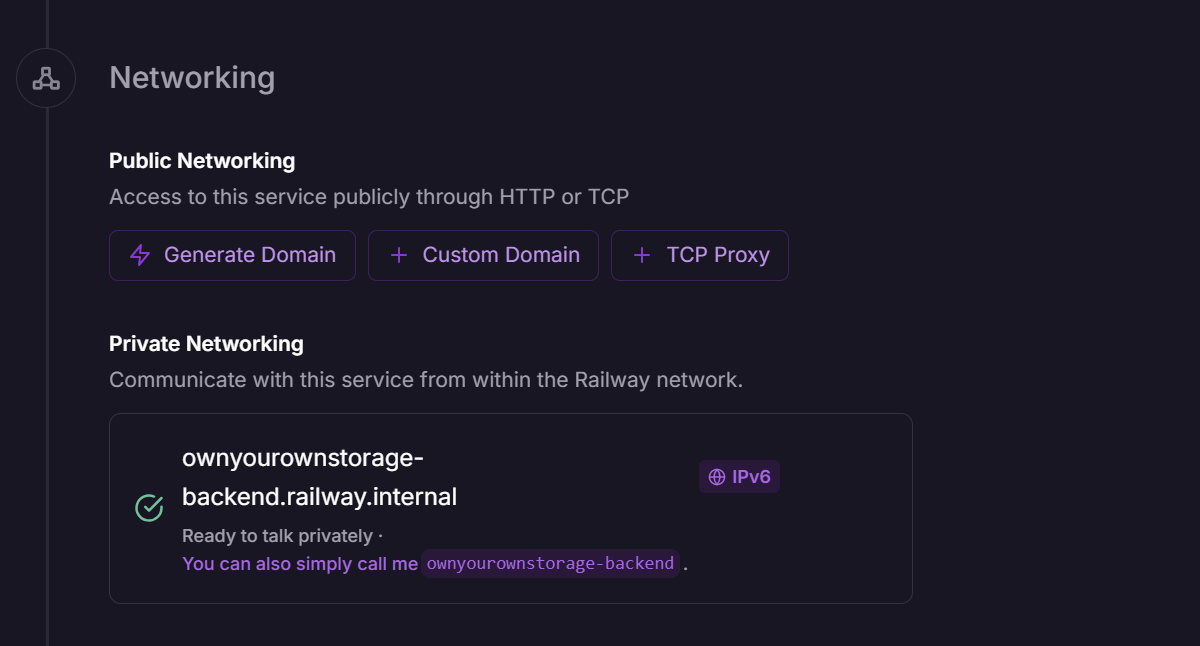 Networking
Public Networking
Access to this service publicly through HTTP or TCP
Generate Domain
+ Custom Domain
+ TCP Proxy
Private Networking
Communicate with this service from within the Railway network.
ownyourownstorage-
backend.railway.internal
IPv6
Ready to talk privately ·
You can also simply call me ownyourownstorage-backend .